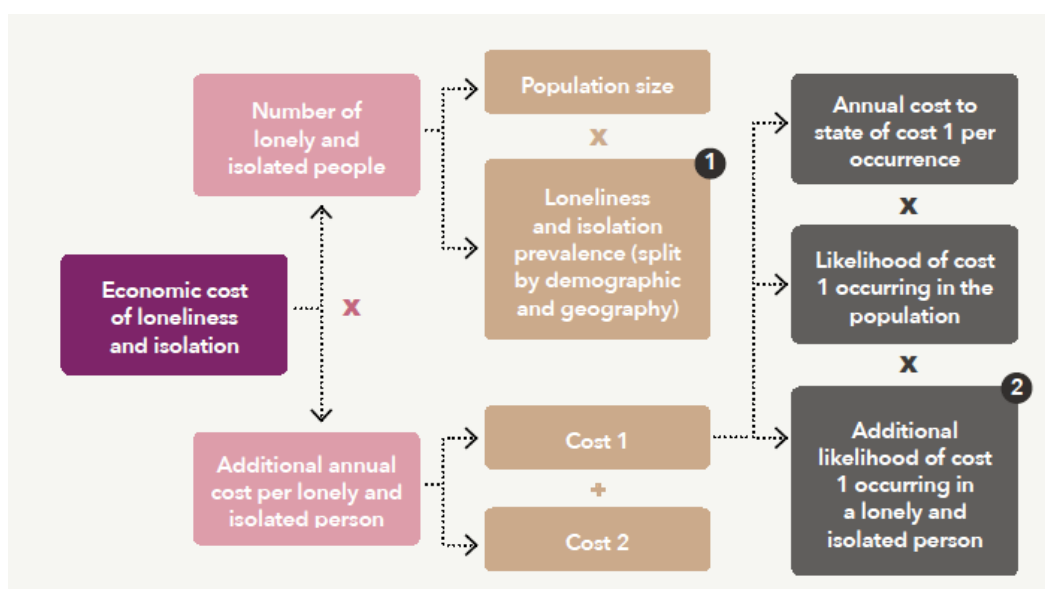 Number of
lonely and
isolated people
Population size
x
1
Loneliness
and isolation
prevalence (split
by demographic
and geography)
Economic cost
of loneliness
and isolation
x
Additional annual
cost per lonely and
isolated person
Cost 1
+
Cost 2
Annual cost to
state of cost 1 per
occurrence
x
Likelihood of cost
1 occurring in the
population
x
2
Additional
likelihood of cost
1 occurring in
a lonely and
isolated person